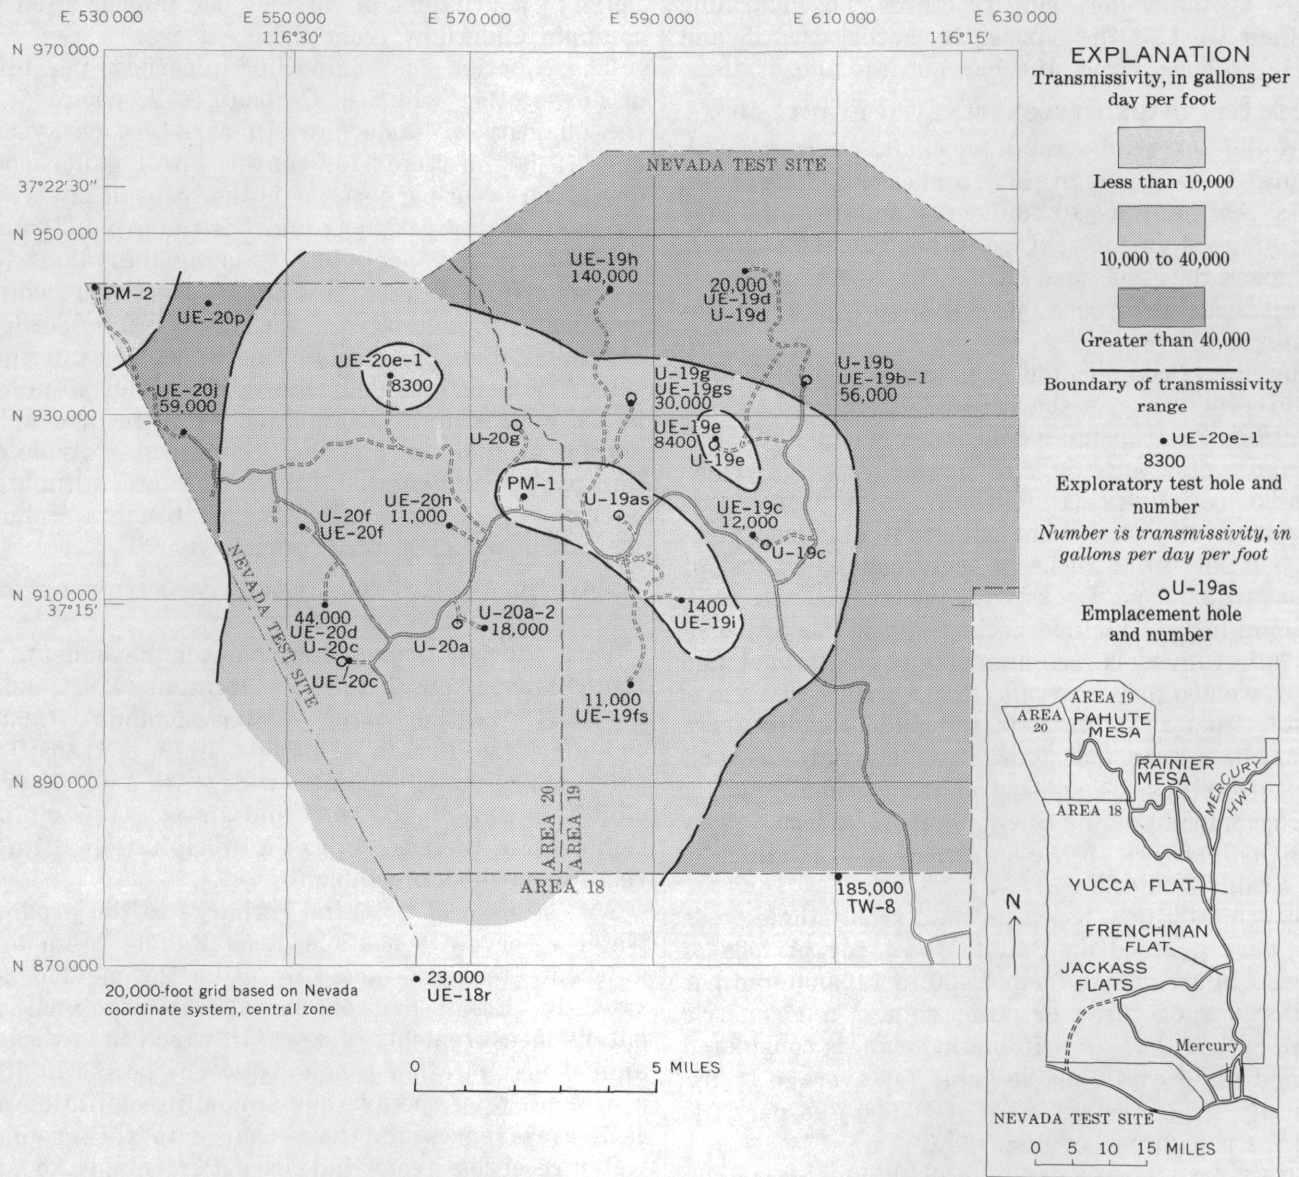 E 530 000
E 550 000
E 570 000
E 590 000
E 610 000
E 630 000
116°30'
116°15'
N 970 000
37°22'30"
N 950 000
N 930 000
N 910 000
37°15'
N 890 000
N 870 000
NEVADA TEST SITE
UE-19h
140,000
20,000
UE-19d
U-19d
PM-2
UE-20p
UE-20e-1
8300
U-19b
UE-19b-1
56,000
U-19g
UE-19gs
30,000
UE-20j
59,000
UE-19e
8400
U-19e
U-20g
PM-1
UE-20h
11,000
U-19as
UE-19c
12,000
U-19c
U-20f
UE-20f
NEVADA TEST SITE
44,000
UE-20d
U-20c
UE-20c
U-20a-2
18,000
U-20a
1400
UE-19i
11,000
UE-19fs
AREA 20
AREA 19
AREA 18
185,000
TW-8
23,000
UE-18r
20,000-foot grid based on Nevada
coordinate system, central zone
0 5 MILES
EXPLANATION
Transmissivity, in gallons per
day per foot
Less than 10,000
10,000 to 40,000
Greater than 40,000
Boundary of transmissivity
range
UE-20e-1
8300
Exploratory test hole and
number
Number is transmissivity, in
gallons per day per foot
U-19as
Emplacement hole
and number
AREA 19
AREA
20
PAHUTE
MESA
RAINIER
MESA
MERCURY
HWY
AREA 18
YUCCA FLAT
N
FRENCHMAN
FLAT
JACKASS
FLATS
Mercury
NEVADA TEST SITE
0 5 10 15 MILES